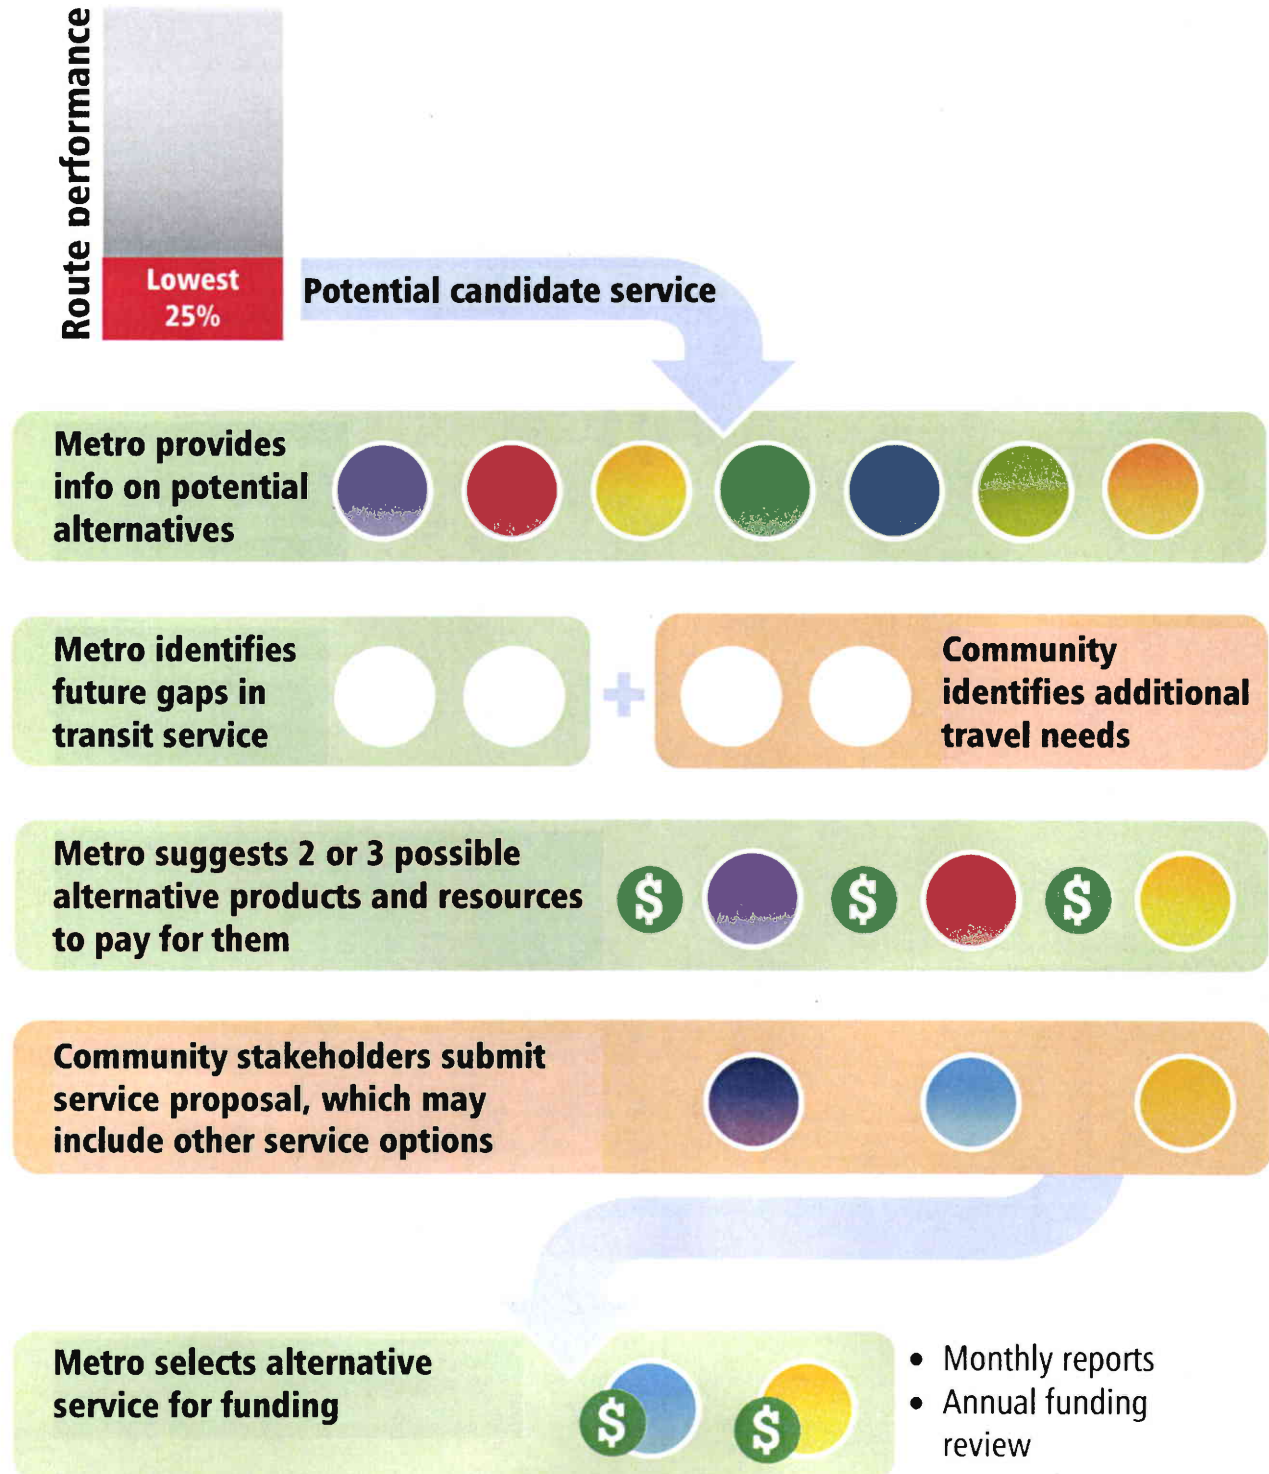 Route performance
Lowest
25%
Potential candidate service
Metro provides
info on potential
alternatives
Metro identifies
future gaps in
transit service
+
Community
identifies additional
travel needs
Metro suggests 2 or 3 possible
alternative products and resources
to pay for them
$ $ $
Community stakeholders submit
service proposal, which may
include other service options
Metro selects alternative
service for funding
$ $
• Monthly reports
• Annual funding
review